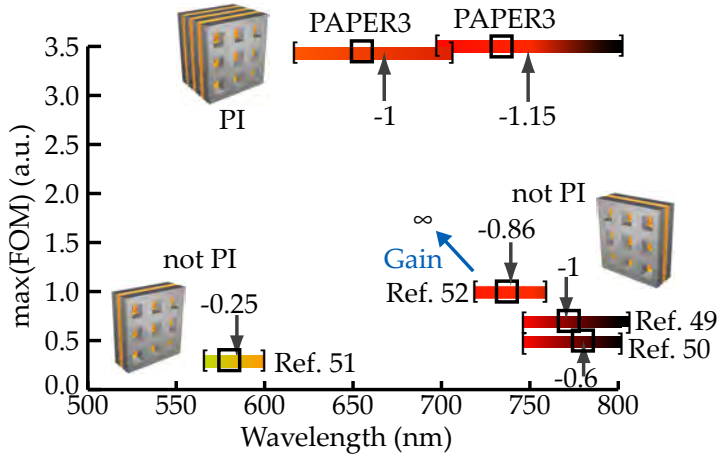 PAPER3 PAPER3
3.5
3.0
PI
-1
-1.15
2.5
2.0
not PI
∞
-0.86
1.5
not PI
Gain
-1
1.0
-0.25
Ref. 52
Ref. 49
0.5
Ref. 51
Ref. 50
-0.6
0.0
500 550 600 650 700 750 800
Wavelength (nm)
max(FOM) (a.u.)